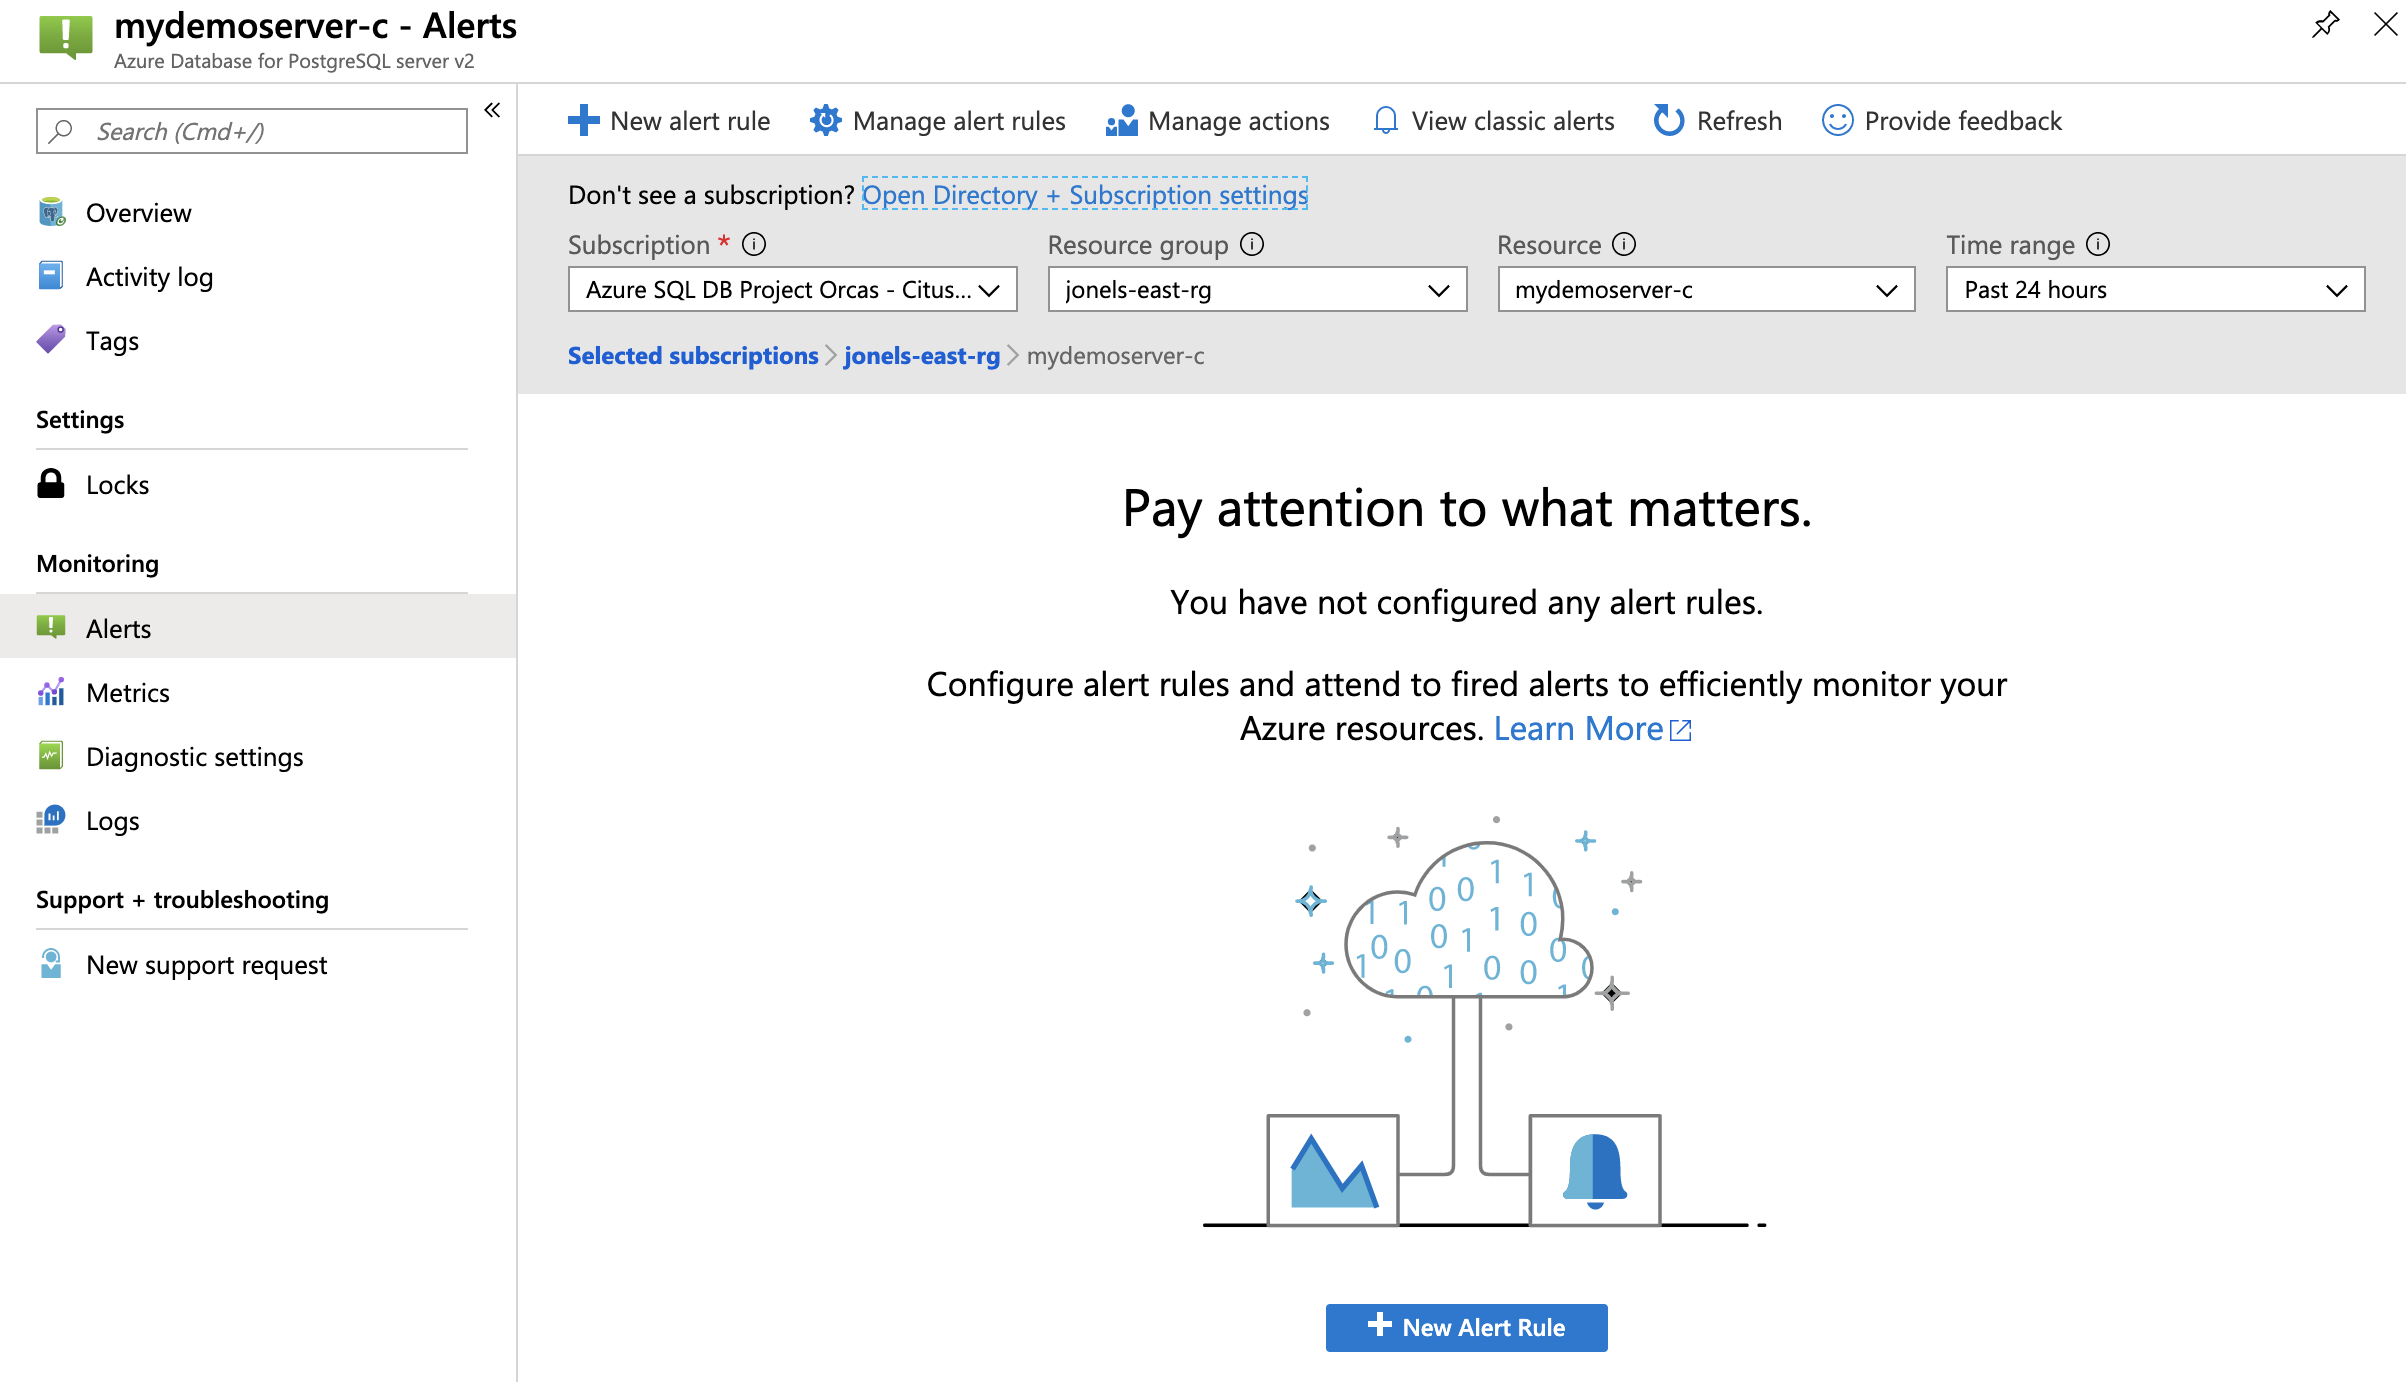 mydemoserver-c - Alerts
Azure Database for PostgreSQL server v2
Search (Cmd+/)
Overview
Activity log
Tags
Settings
Locks
Monitoring
Alerts
Metrics
Diagnostic settings
Logs
Support + troubleshooting
New support request
New alert rule Manage alert rules Manage actions View classic alerts Refresh Provide feedback
Don't see a subscription? Open Directory + Subscription settings
Subscription * Resource group Resource Time range
Azure SQL DB Project Orcas - Citus... jonels-east-rg mydemoserver-c Past 24 hours
Selected subscriptions > jonels-east-rg > mydemoserver-c
Pay attention to what matters.
You have not configured any alert rules.
Configure alert rules and attend to fired alerts to efficiently monitor your
Azure resources. Learn More
New Alert Rule